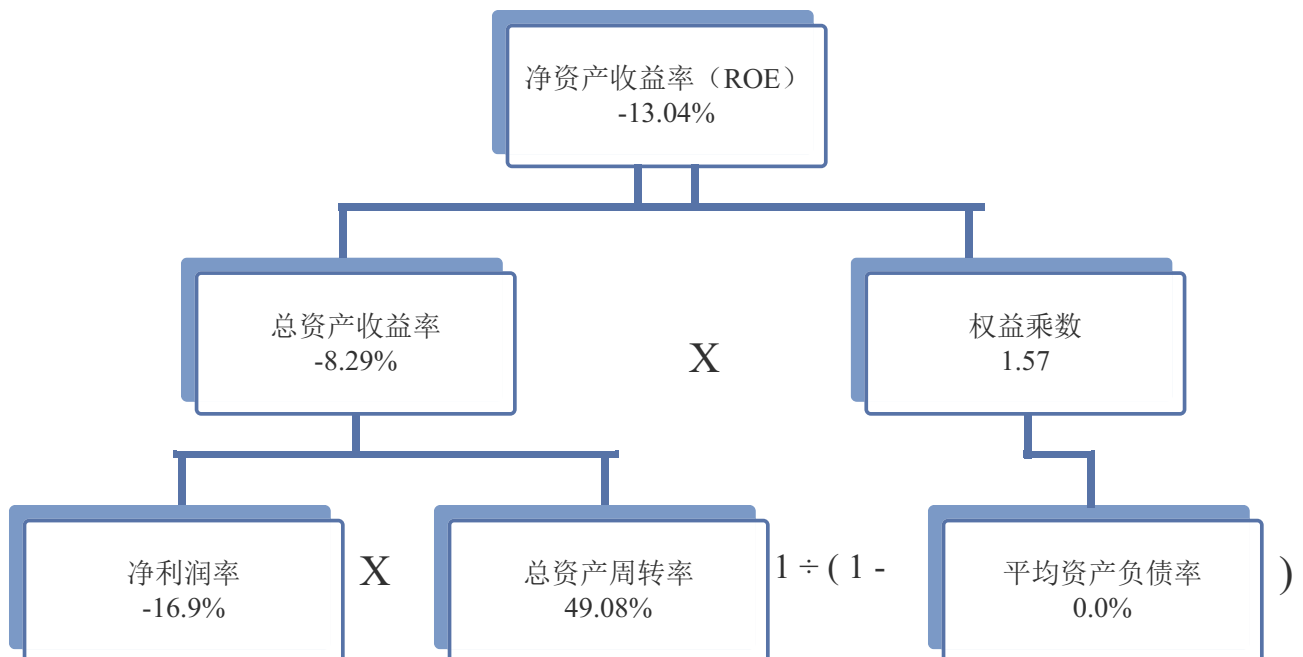 净资产收益率（ROE）
-13.04%
总资产收益率
-8.29%
X
权益乘数
1.57
净利润率
-16.9%
X
总资产周转率
49.08%
1 ÷ ( 1 -
平均资产负债率
0.0%
)